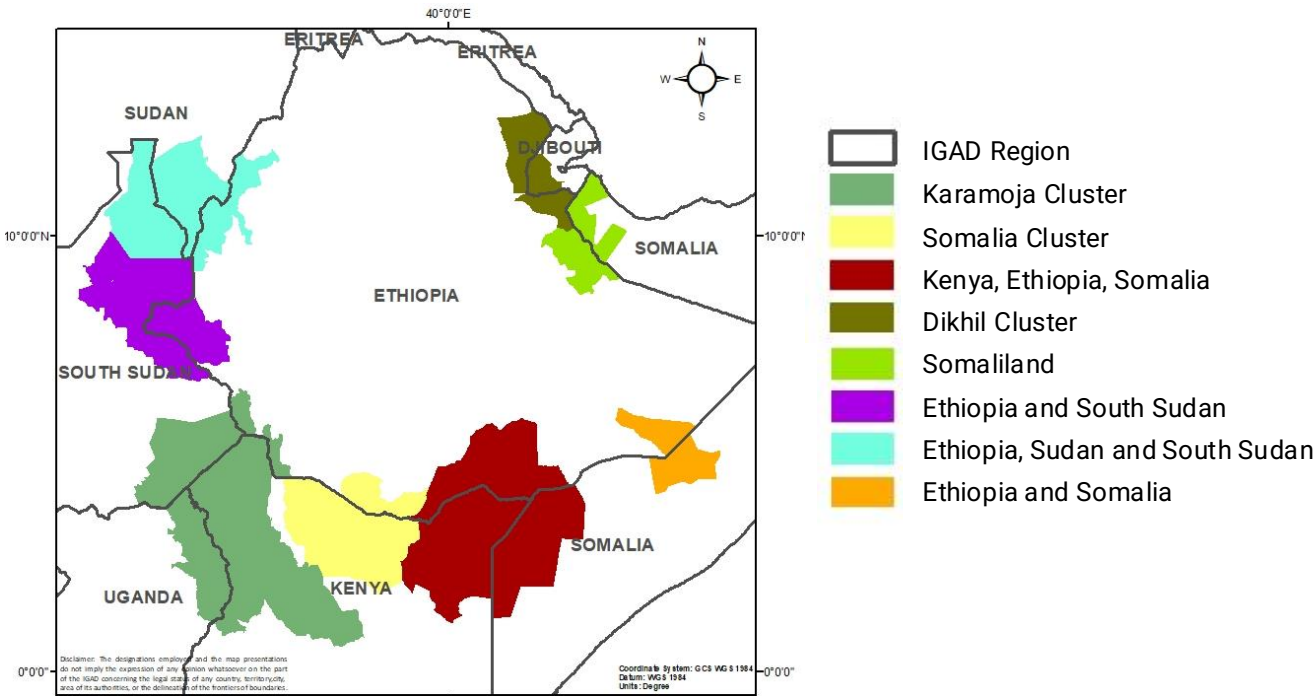 40°0'0"E
ERITREA
ERITREA
N
W
E
S
SUDAN
DJIBOUTI
10°0'0"N
10°0'0"N
SOMALIA
ETHIOPIA
SOUTH SUDAN
SOMALIA
KENYA
UGANDA
Disclaimer: The designations employed and the map presentations
do not imply the expression of any opinion whatsoever on the part
of the IGAD concerning the legal status of any country, territory,city,
area of its authorities, or the delineation of the frontiers of boundaries.
Coordinate System: GCS WGS 1984
Datum: WGS 1984
Units: Degree
0°0'0"
0°0'0"
IGAD Region
Karamoja Cluster
Somalia Cluster
Kenya, Ethiopia, Somalia
Dikhil Cluster
Somaliland
Ethiopia and South Sudan
Ethiopia, Sudan and South Sudan
Ethiopia and Somalia